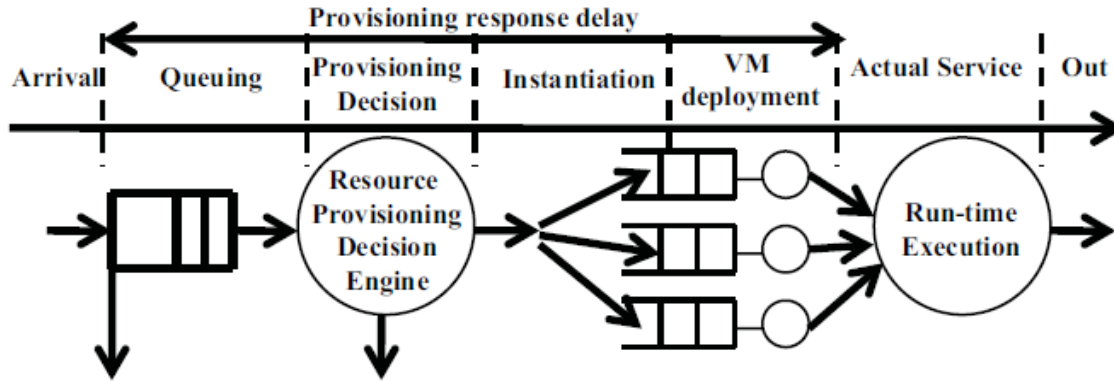 Provisioning response delay
Arrival
Queuing
Provisioning
Decision
Instantiation
VM
deployment
Actual Service
Out
Resource
Provisioning
Decision
Engine
Run-time
Execution